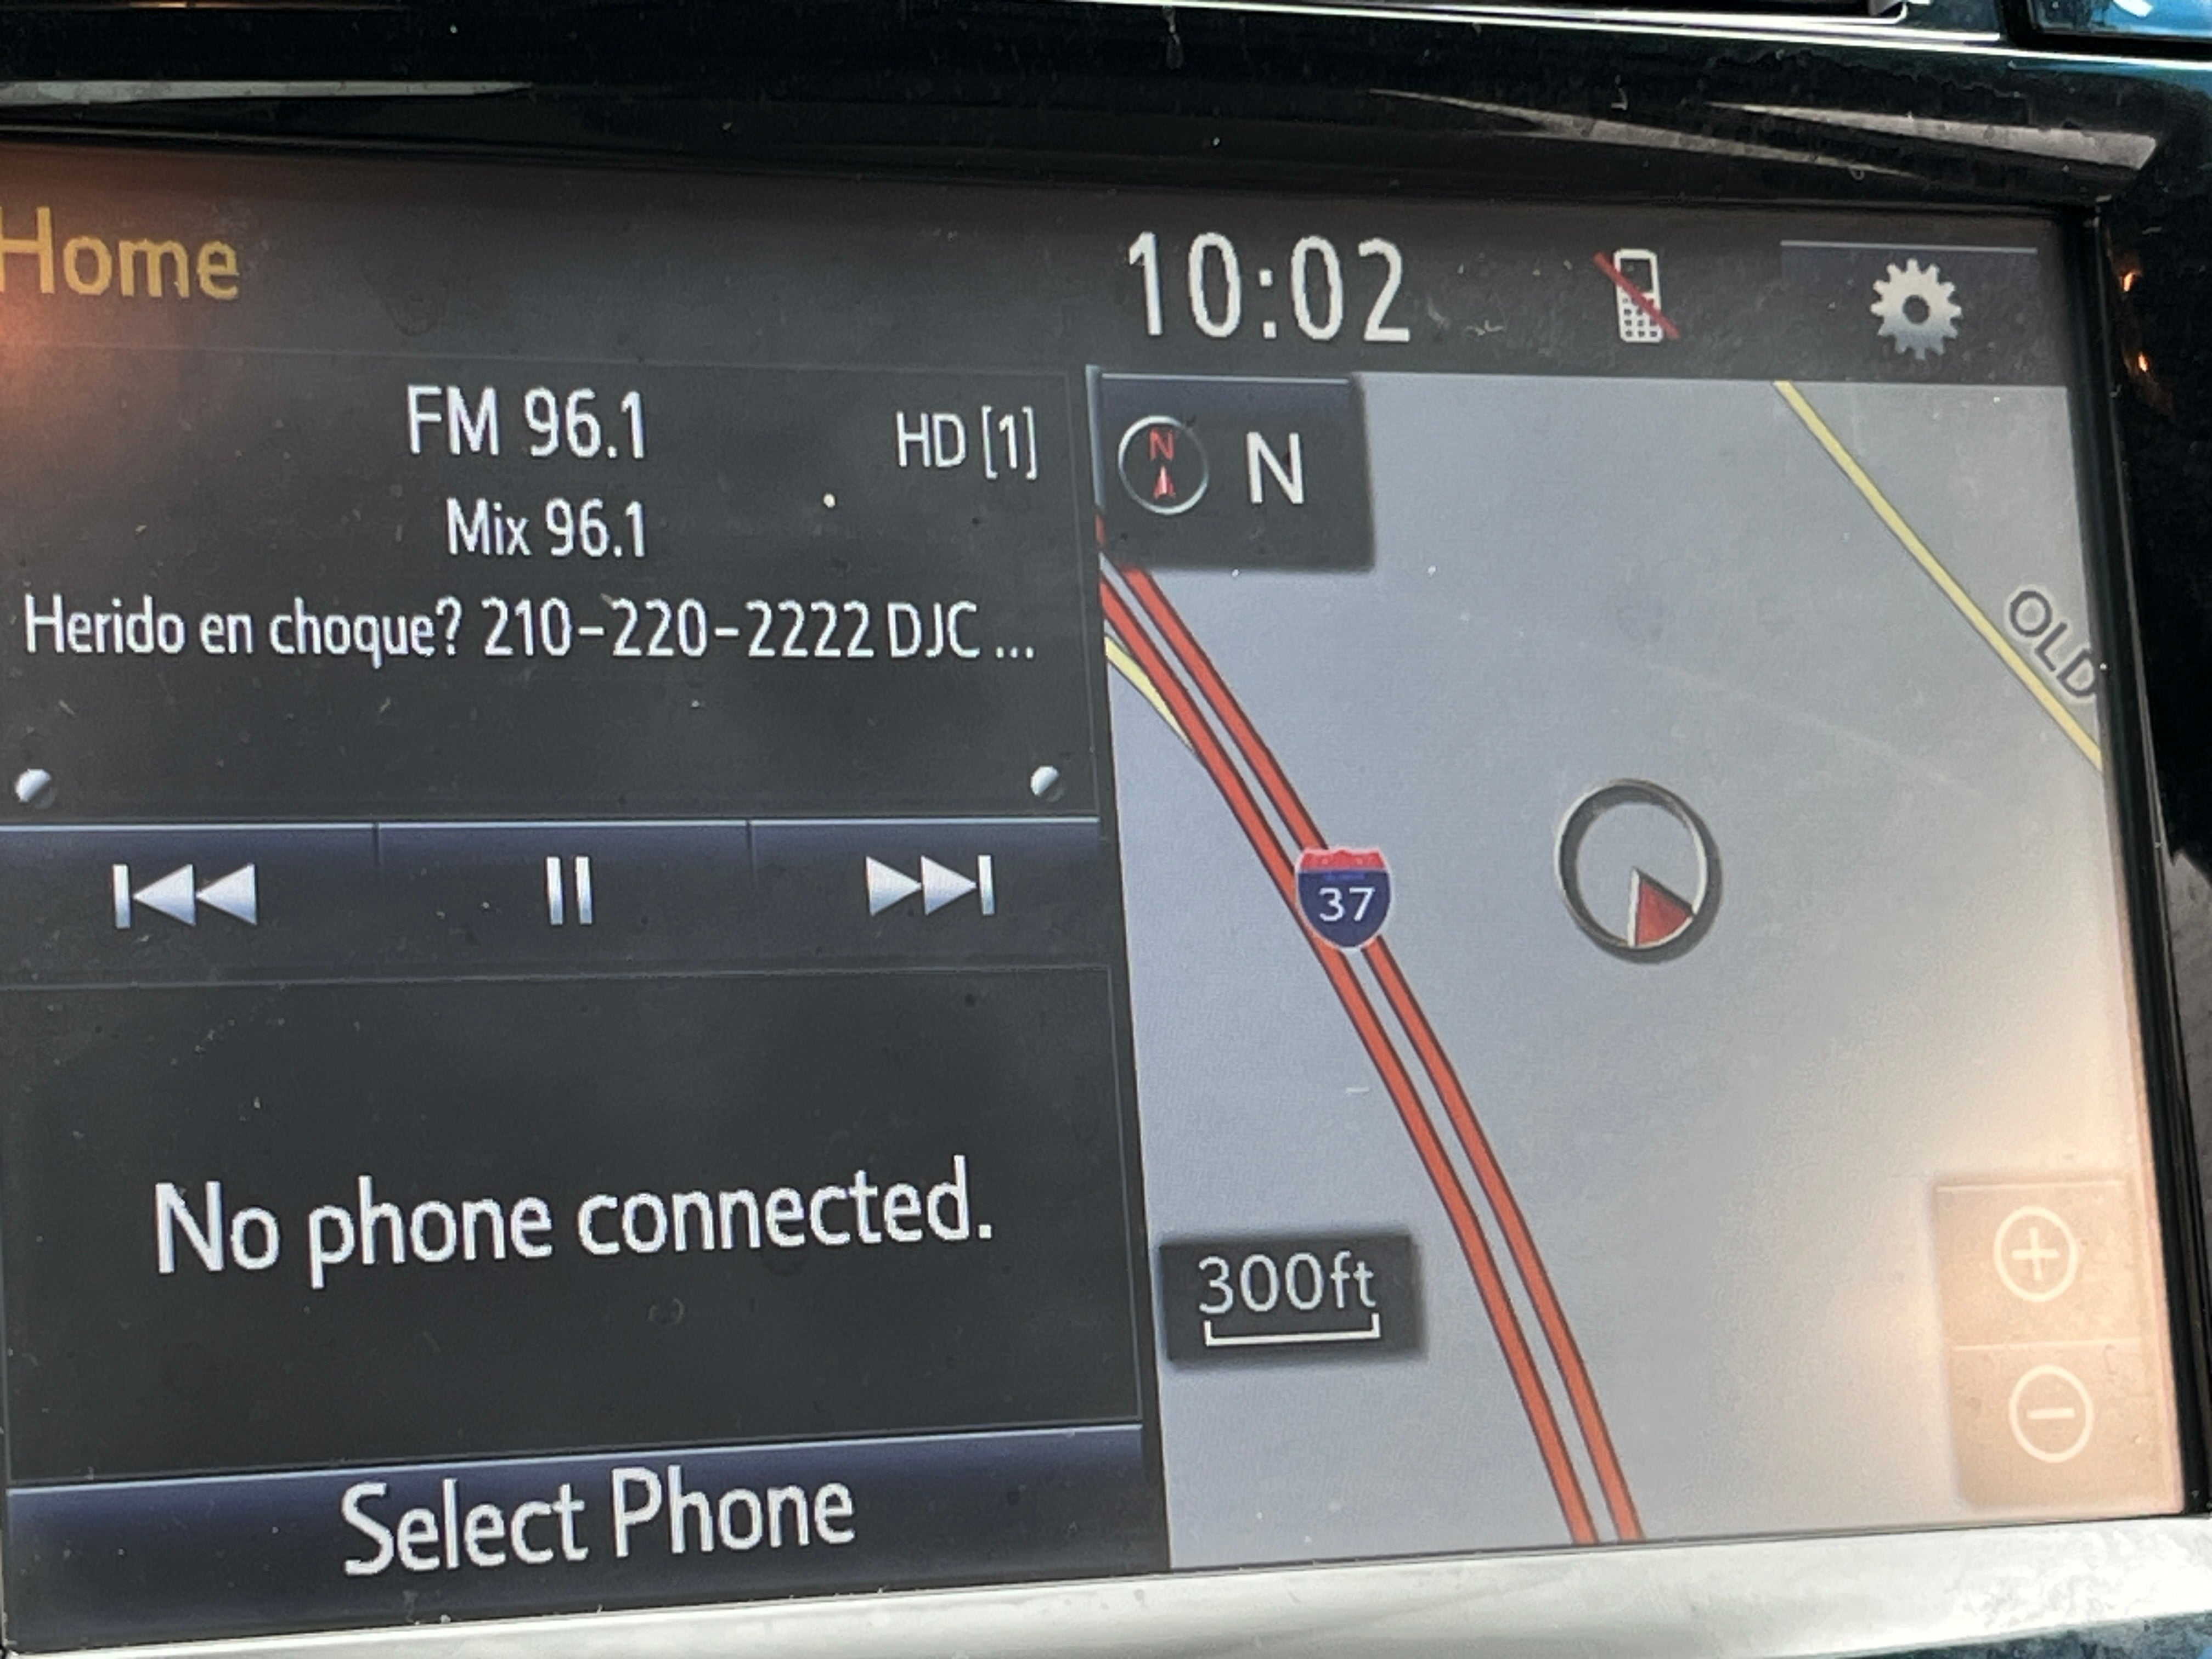 Home
10:02
FM 96.1
HD [1]
Mix 96.1
Herido en choque? 210-220-2222 DJC ...
N
N
OLD
37
300ft
No phone connected.
Select Phone